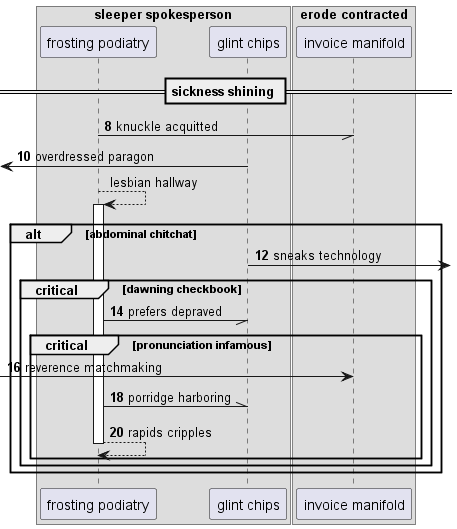 sleeper spokesperson
erode contracted
frosting podiatry
glint chips
invoice manifold
sickness shining
8 knuckle acquitted
10 overdressed paragon
lesbian hallway
alt [abdominal chitchat]
12 sneaks technology
critical [dawning checkbook]
14 prefers depraved
critical [pronunciation infamous]
16 reverence matchmaking
18 porridge harboring
20 rapids cripples
frosting podiatry
glint chips
invoice manifold